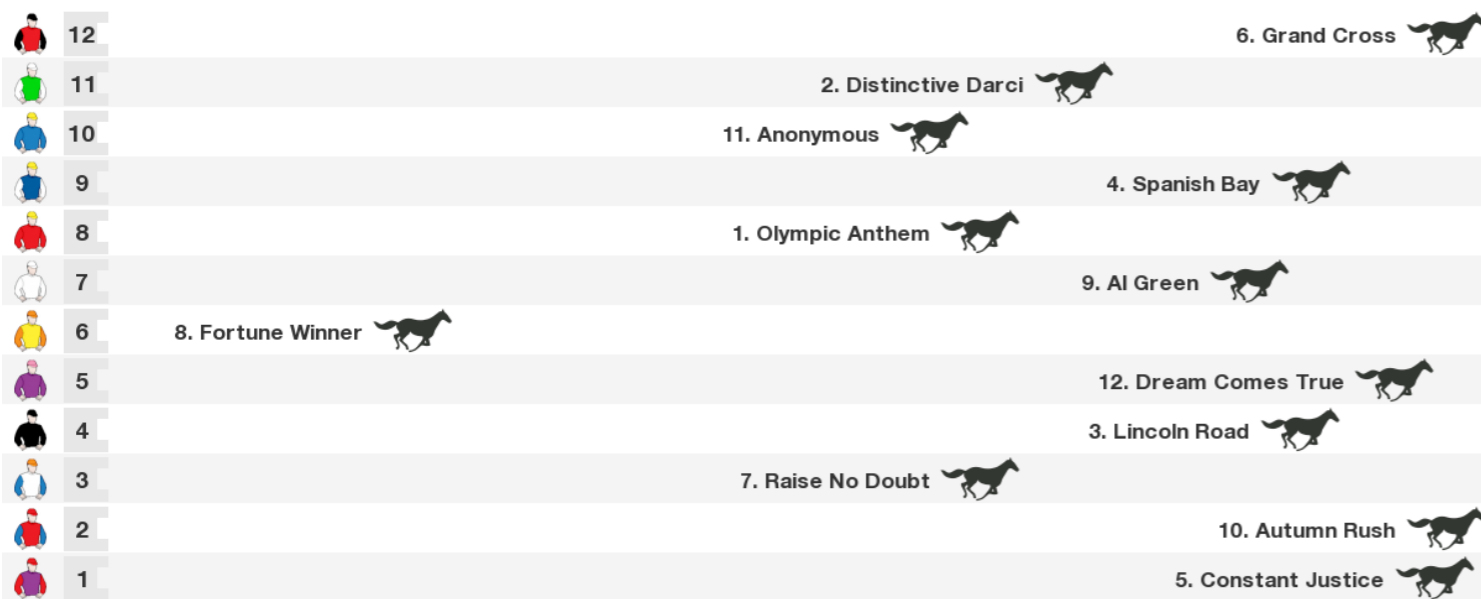 12 6. Grand Cross
11 2. Distinctive Darci
10 11. Anonymous
9 4. Spanish Bay
8 1. Olympic Anthem
7 9. Al Green
6 8. Fortune Winner
5 12. Dream Comes True
4 3. Lincoln Road
3 7. Raise No Doubt
2 10. Autumn Rush
1 5. Constant Justice